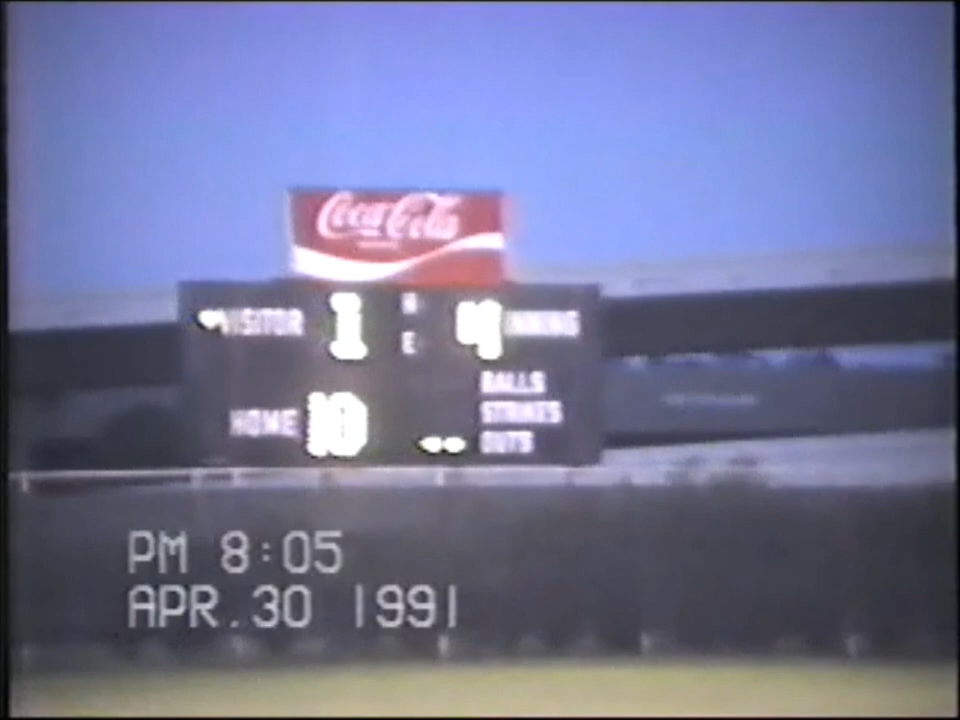 Coca-Cola
VISITOR 1 H 4 INNING
E
BALLS
HOME 10 STRIKES
OUTS
PM 8:05
APR. 30 1991